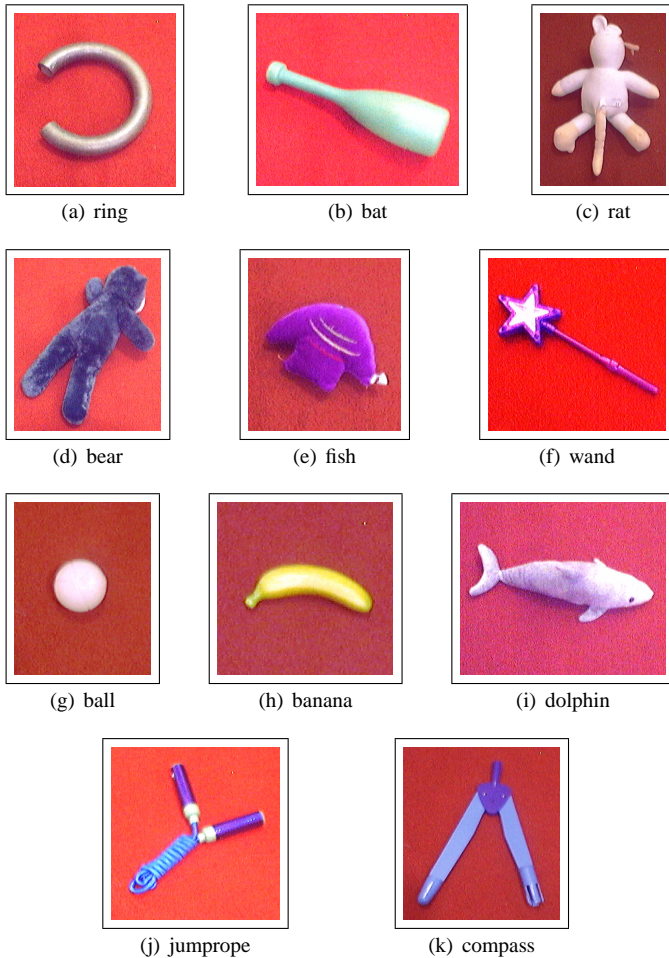 (a) ring
(b) bat
(c) rat
(d) bear
(e) fish
(f) wand
(g) ball
(h) banana
(i) dolphin
(j) jumprope
(k) compass